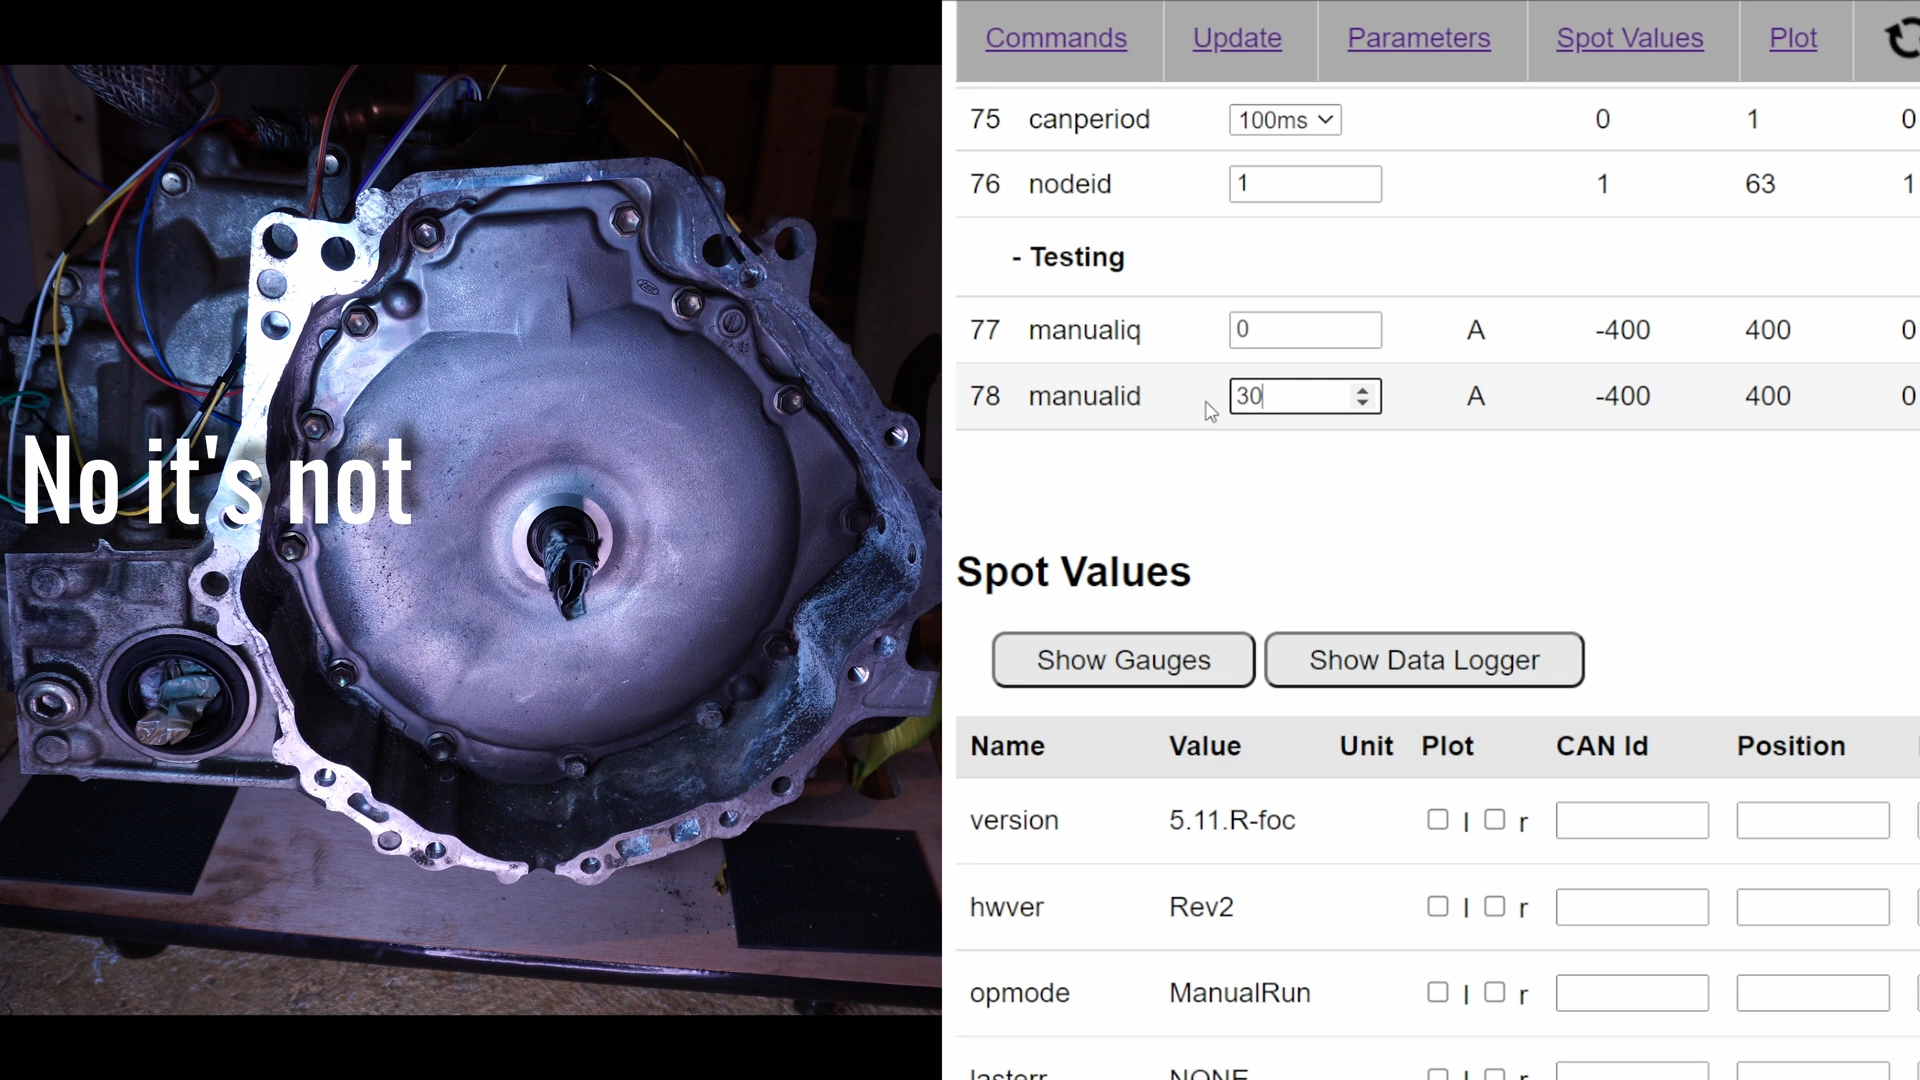 No it's not
Commands Update Parameters Spot Values Plot
75 canperiod 100ms 0 1 0
76 nodeid 1 1 63 1
- Testing
77 manualiq 0 A -400 400 0
78 manualid 30 A -400 400 0
Spot Values
Show Gauges Show Data Logger
Name Value Unit Plot CAN Id Position
version 5.11.R-foc l r
hwver Rev2 l r
opmode ManualRun l r
lasterr NONE l r